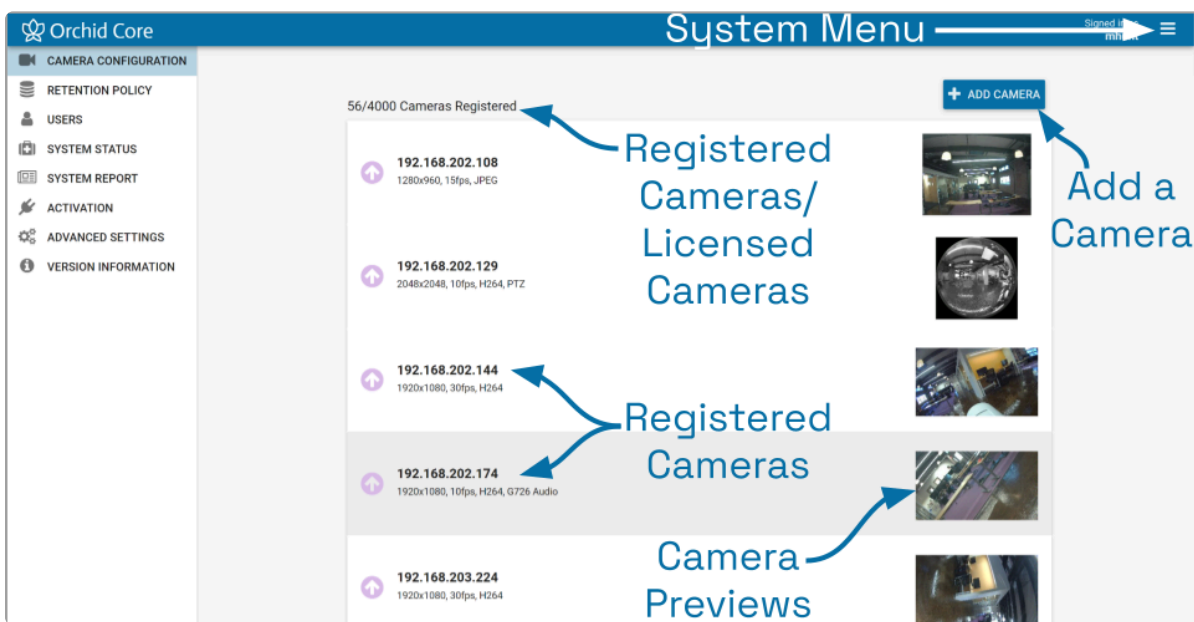 Orchid Core
System Menu
Signed
CAMERA CONFIGURATION
RETENTION POLICY
USERS
SYSTEM STATUS
SYSTEM REPORT
ACTIVATION
ADVANCED SETTINGS
VERSION INFORMATION
56/4000 Cameras Registered
ADD CAMERA
Registered
Cameras/
Licensed
Cameras
Add a
Camera
192.168.202.108
1280x960, 15fps, JPEG
192.168.202.129
2048x2048, 10fps, H264, PTZ
192.168.202.144
1920x1080, 30fps, H264
Registered
Cameras
192.168.202.174
1920x1080, 10fps, H264, G726 Audio
Camera
Previews
192.168.203.224
1920x1080, 30fps, H264